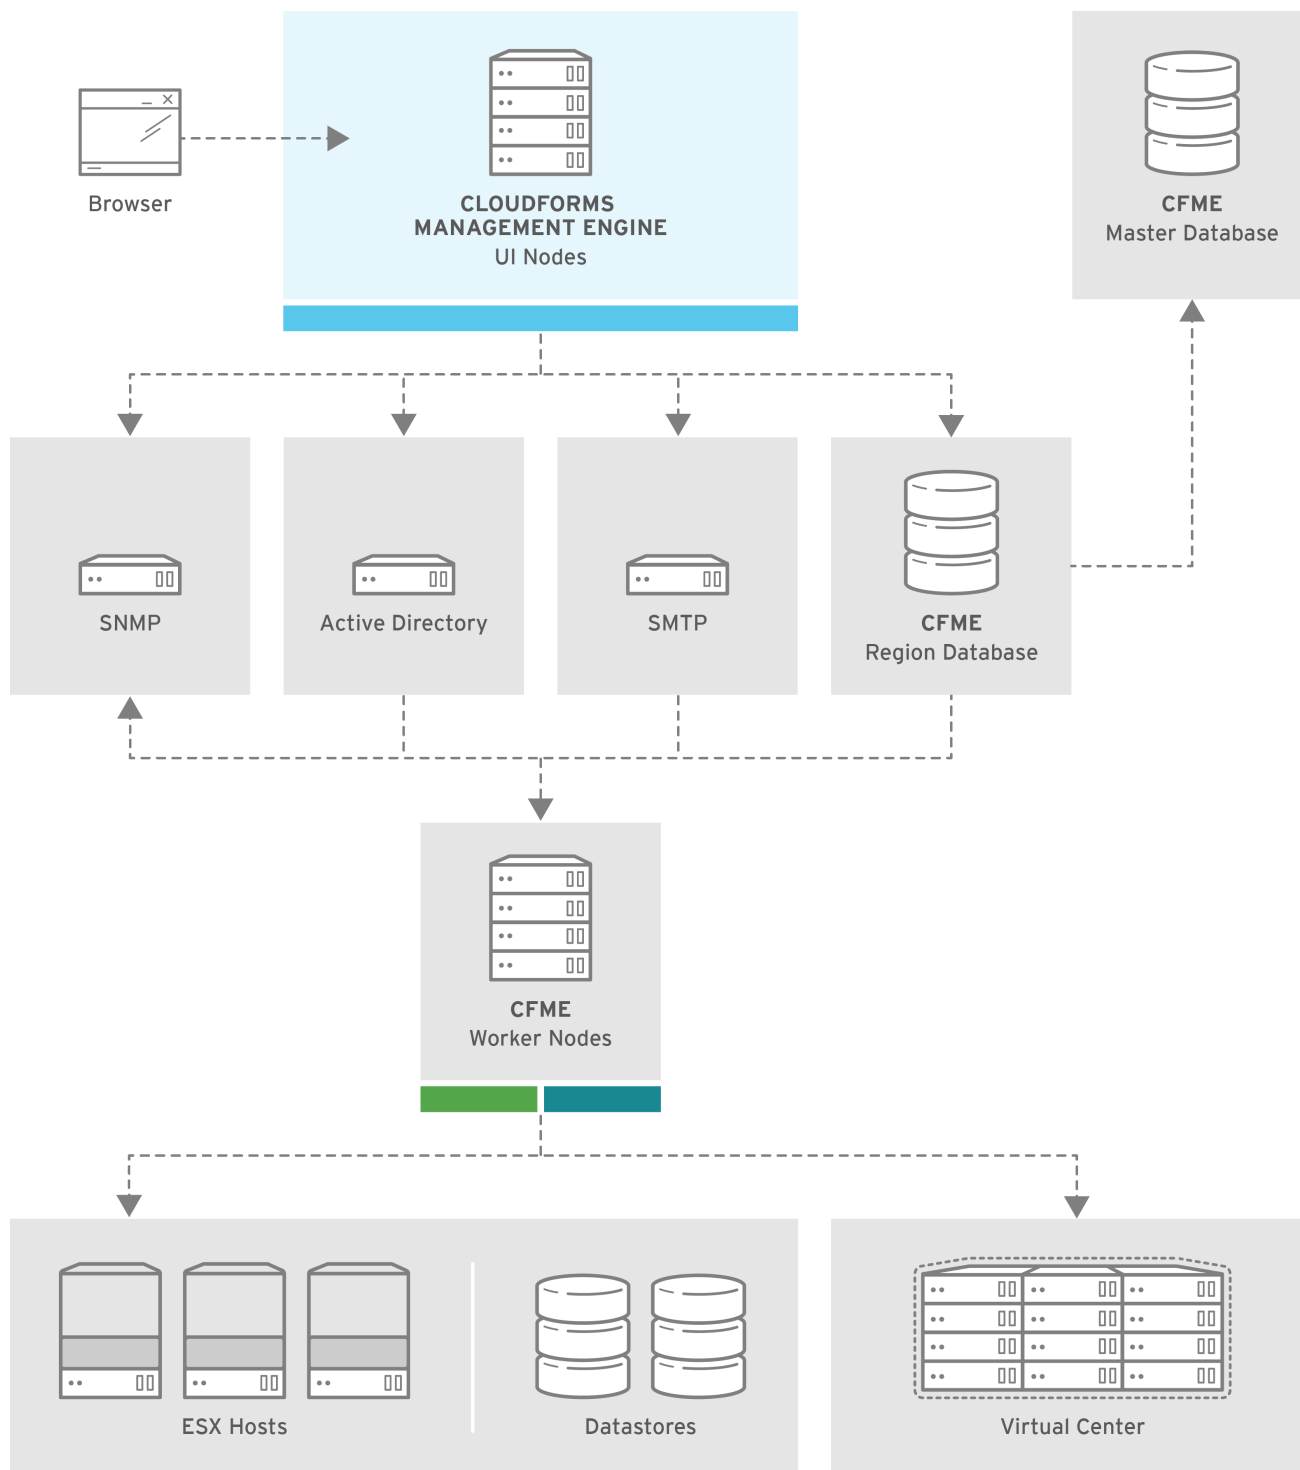 Browser
CLOUDFORMS
MANAGEMENT ENGINE
UI Nodes
CFME
Master Database
SNMP
Active Directory
SMTP
CFME
Region Database
CFME
Worker Nodes
ESX Hosts
Datastores
Virtual Center